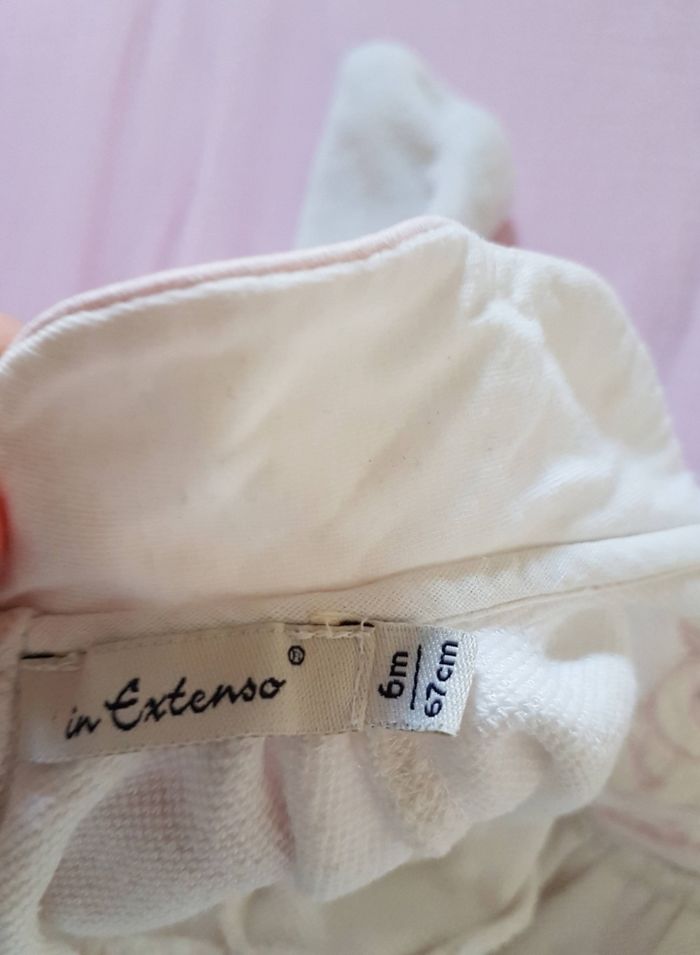 in Extenso ®
6m
67cm